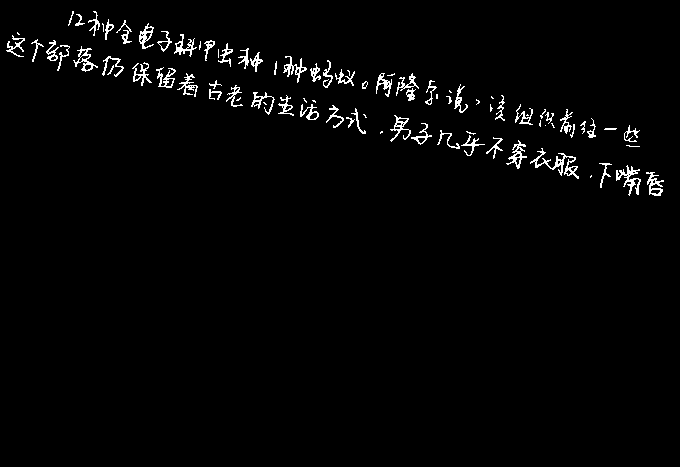 12种全电子科甲虫种1种蚂蚁。阿隆尔说,该组织前往一些
这个部落仍保留着古老的生活方式.男子几乎不穿衣服.下嘴唇